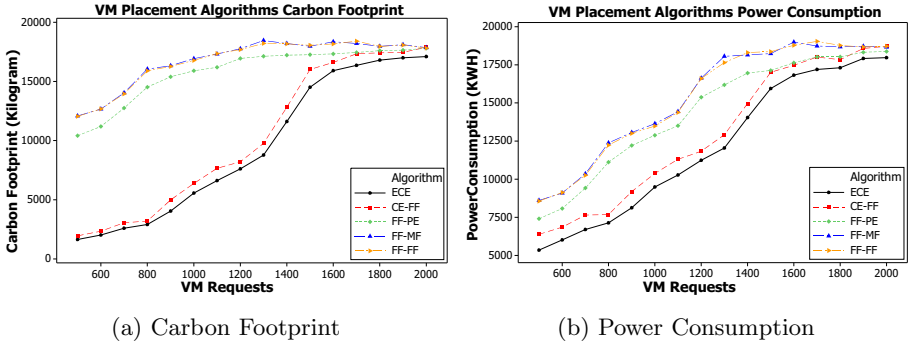 VM Placement Algorithms Carbon Footprint
20000
15000
10000
5000
0
Carbon Footprint (Kilogram)
600 800 1000 1200 1400 1600 1800 2000
VM Requests
Algorithm
ECE
CE-FF
FF-PE
FF-MF
FF-FF
(a) Carbon Footprint
VM Placement Algorithms Power Consumption
20000
17500
15000
12500
10000
7500
5000
PowerConsumption (KWH)
600 800 1000 1200 1400 1600 1800 2000
VM Requests
Algorithm
ECE
CE-FF
FF-PE
FF-MF
FF-FF
(b) Power Consumption